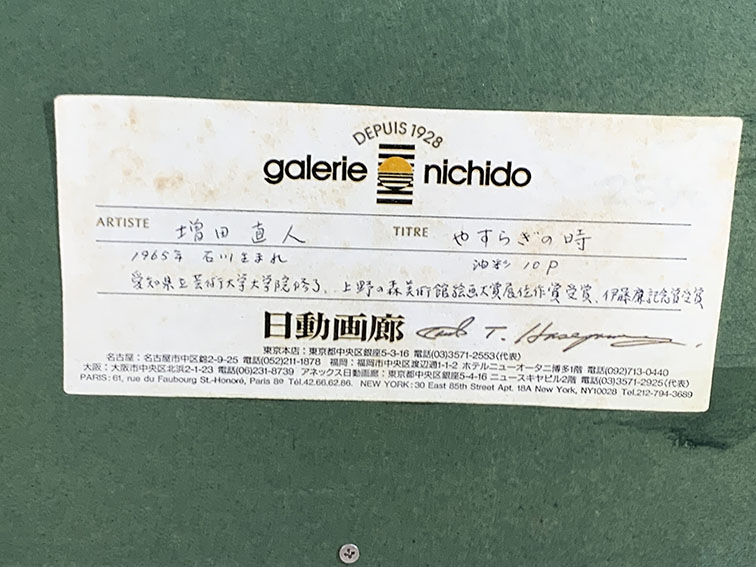 DEPUIS 1928
galerie nichido
ARTISTE 増田直人 TITRE やすらぎの時
1965年 石川生まれ 油彩 10P
愛知県立芸術大学大学院修了、上野の森美術館絵画大賞展佳作賞受賞、伊藤廉記念賞受賞
日動画廊 T. Hasegawa
東京本店：東京都中央区銀座5-3-16 電話(03)3571-2553(代表)
名古屋：名古屋市中区錦2-9-25 電話(052)211-1878 福岡：福岡市中央区渡辺通1-1-2 ホテルニューオータニ博多1階 電話(092)713-0440
大阪：大阪市中央区北浜2-1-23 電話(06)231-8739 アネックス日動画廊：東京都中央区銀座5-4-16 ニュースキヤビル2階 電話(03)3571-2925(代表)
PARIS: 61, rue du Faubourg St.-Honoré, Paris 8e Tél.42.66.62.86. NEW YORK: 30 East 85th Street Apt. 18A New York, NY10028 Tel.212-794-3689